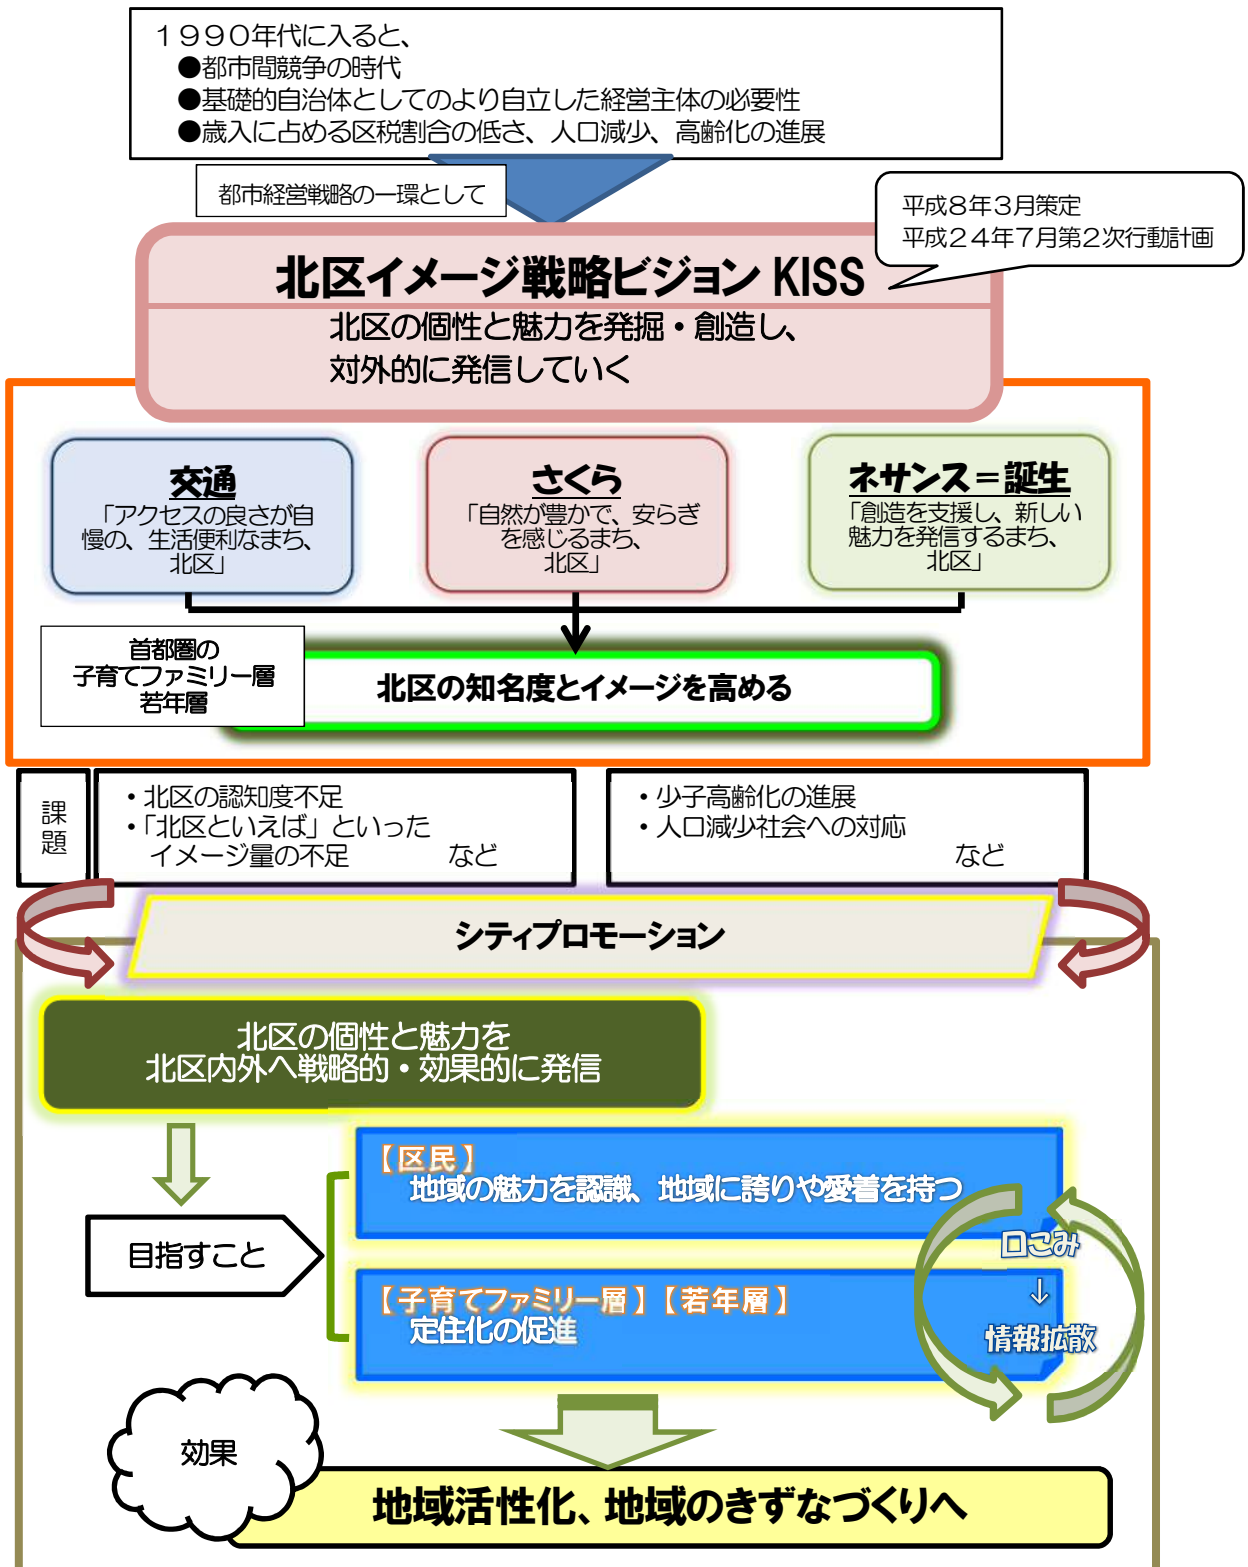 １９９０年代に入ると、
●都市間競争の時代
●基礎的自治体としてのより自立した経営主体の必要性
●歳入に占める区税割合の低さ、人口減少、高齢化の進展
都市経営戦略の一環として
平成８年３月策定
平成２４年７月第２次行動計画
北区イメージ戦略ビジョン KISS
北区の個性と魅力を発掘・創造し、
対外的に発信していく
交通
「アクセスの良さが自
慢の、生活便利なまち、
北区」
さくら
「自然が豊かで、安らぎ
を感じるまち、
北区」
ネサンス＝誕生
「創造を支援し、新しい
魅力を発信するまち、
北区」
首都圏の
子育てファミリー層
若年層
北区の知名度とイメージを高める
課
題
・北区の認知度不足
・「北区といえば」といった
イメージ量の不足　　　など
・少子高齢化の進展
・人口減少社会への対応
など
シティプロモーション
北区の個性と魅力を
北区内外へ戦略的・効果的に発信
目指すこと
【区民】
地域の魅力を認識、地域に誇りや愛着を持つ
【子育てファミリー層】【若年層】
定住化の促進
口こみ
↓
情報拡散
効果
地域活性化、地域のきずなづくりへ